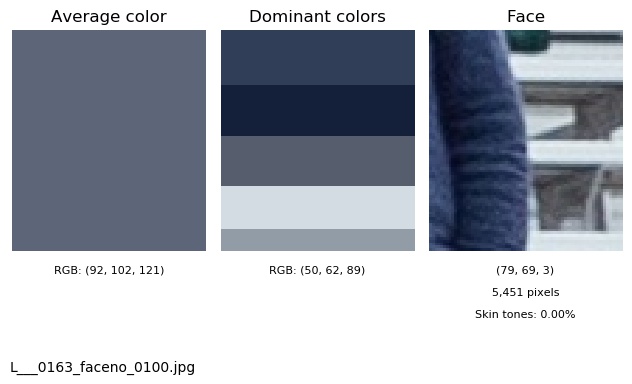 Average color
Dominant colors
Face
RGB: (92, 102, 121)
RGB: (50, 62, 89)
(79, 69, 3)
5,451 pixels
Skin tones: 0.00%
L___0163_faceno_0100.jpg